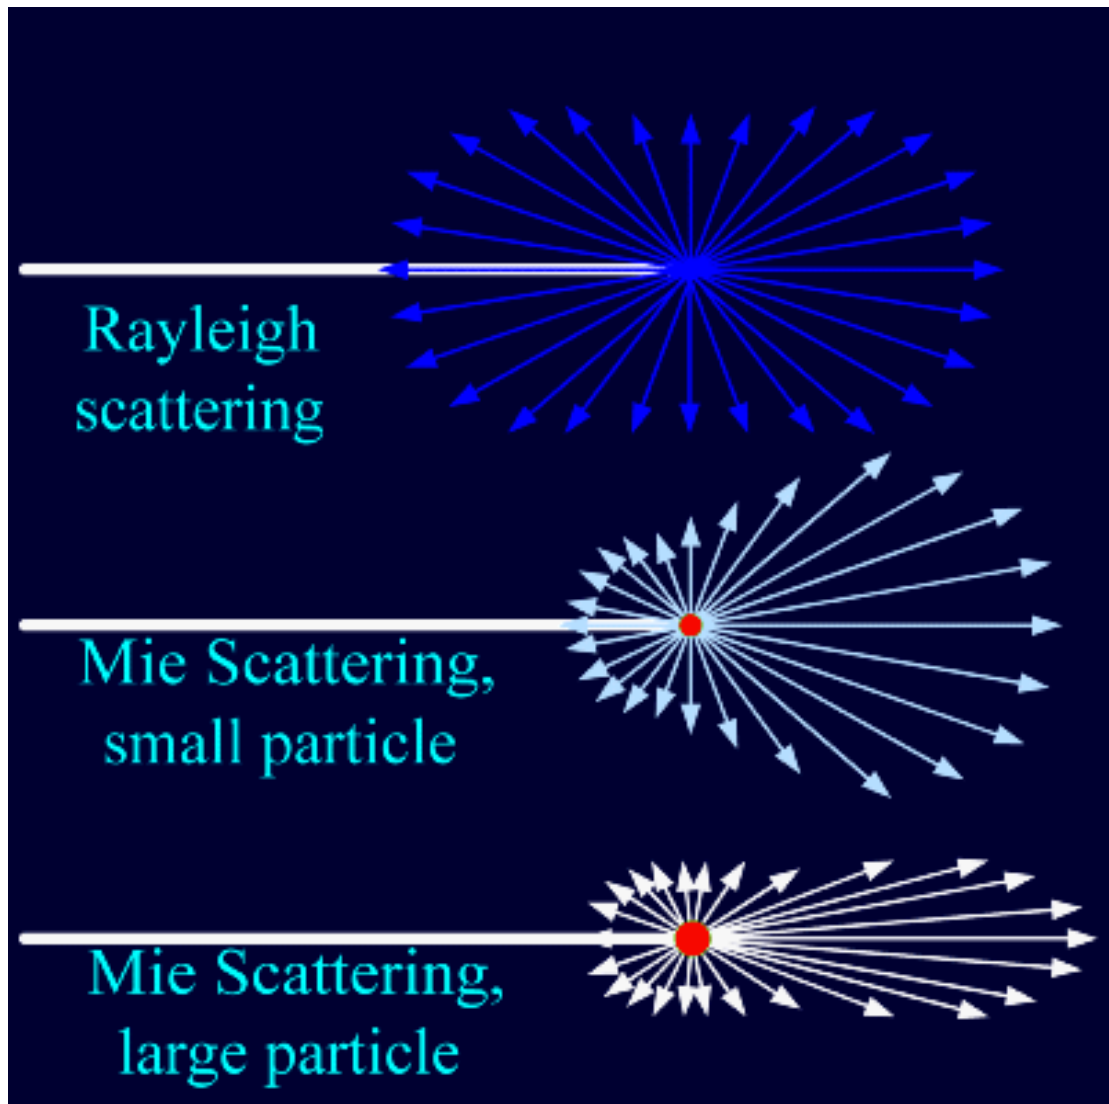 Rayleigh
scattering
Mie Scattering,
small particle
Mie Scattering,
large particle